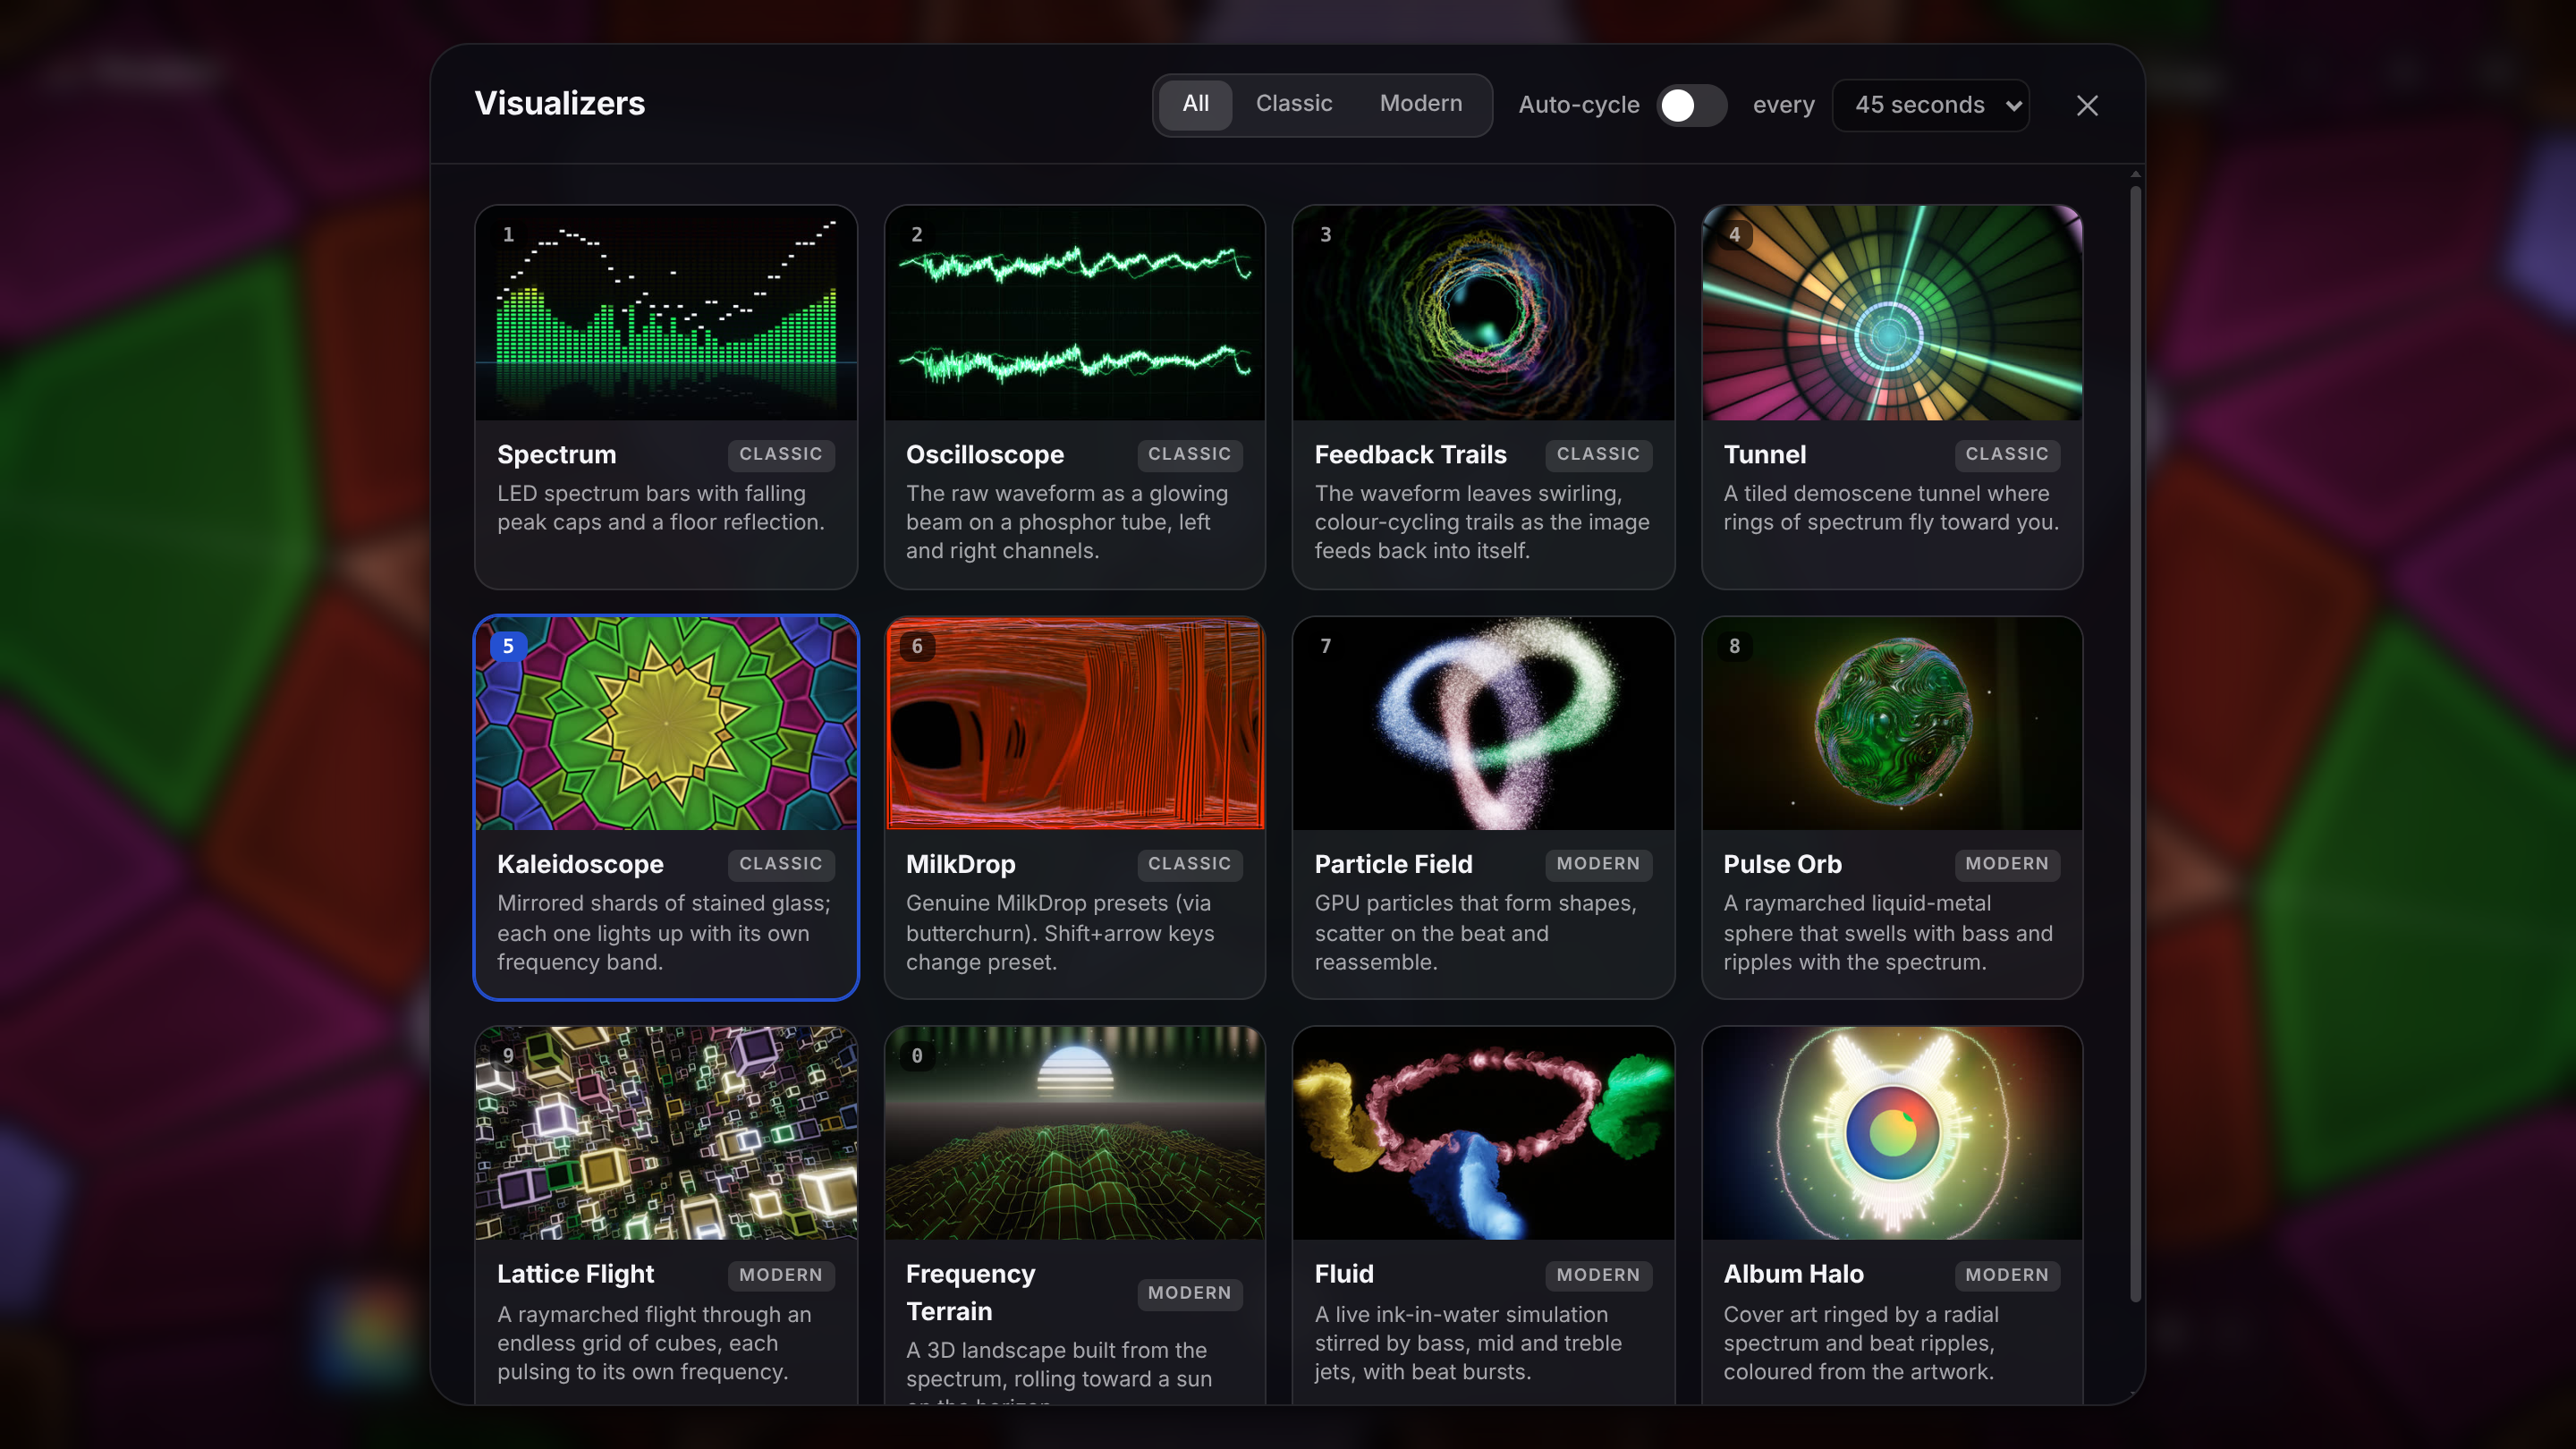 Visualizers
All Classic Modern Auto-cycle every 45 seconds
1
2
3
4
Spectrum CLASSIC
LED spectrum bars with falling
peak caps and a floor reflection.
Oscilloscope CLASSIC
The raw waveform as a glowing
beam on a phosphor tube, left
and right channels.
Feedback Trails CLASSIC
The waveform leaves swirling,
colour-cycling trails as the image
feeds back into itself.
Tunnel CLASSIC
A tiled demoscene tunnel where
rings of spectrum fly toward you.
5
6
7
8
Kaleidoscope CLASSIC
Mirrored shards of stained glass;
each one lights up with its own
frequency band.
MilkDrop CLASSIC
Genuine MilkDrop presets (via
butterchurn). Shift+arrow keys
change preset.
Particle Field MODERN
GPU particles that form shapes,
scatter on the beat and
reassemble.
Pulse Orb MODERN
A raymarched liquid-metal
sphere that swells with bass and
ripples with the spectrum.
9
0
Lattice Flight MODERN
A raymarched flight through an
endless grid of cubes, each
pulsing to its own frequency.
Frequency
Terrain MODERN
A 3D landscape built from the
spectrum, rolling toward a sun
on the horizon.
Fluid MODERN
A live ink-in-water simulation
stirred by bass, mid and treble
jets, with beat bursts.
Album Halo MODERN
Cover art ringed by a radial
spectrum and beat ripples,
coloured from the artwork.